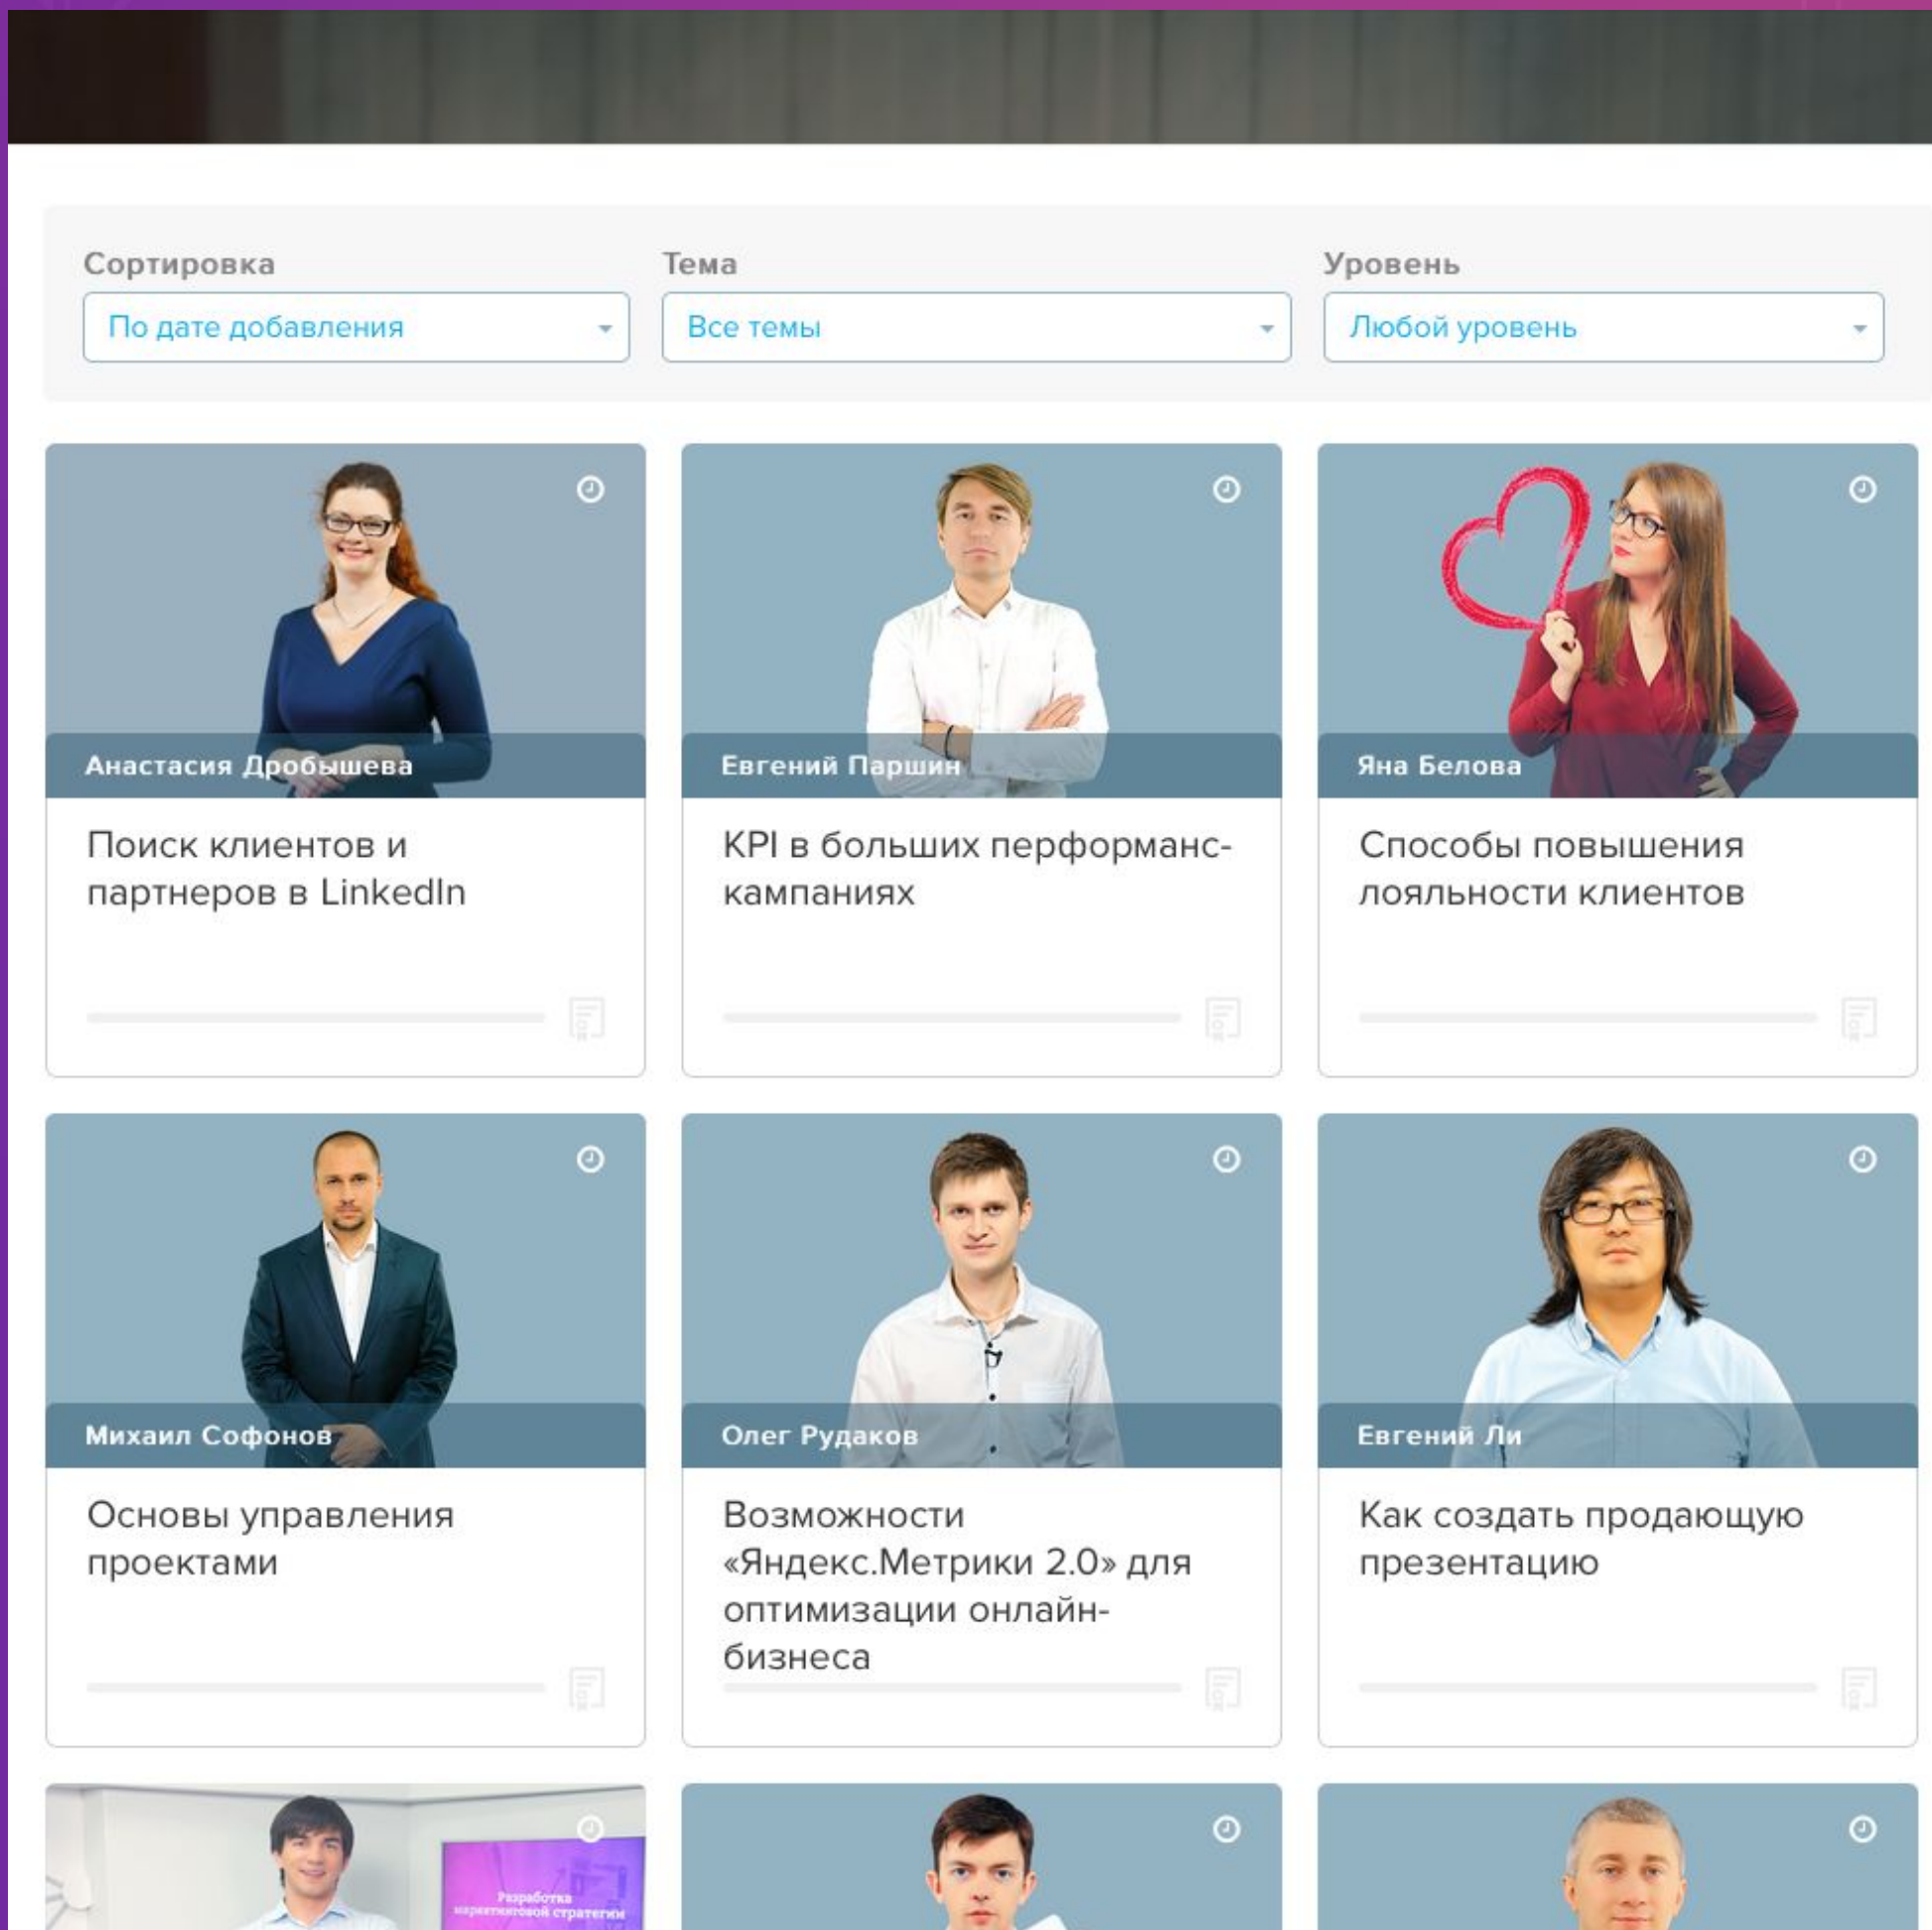 Сортировка
Тема
Уровень
По дате добавления
Все темы
Любой уровень
Анастасия Дробышева
Поиск клиентов и
партнеров в LinkedIn
Евгений Паршин
KPI в больших перформанс-
кампаниях
Яна Белова
Способы повышения
лояльности клиентов
Михаил Софонов
Основы управления
проектами
Олег Рудаков
Возможности
«Яндекс.Метрики 2.0» для
оптимизации онлайн-
бизнеса
Евгений Ли
Как создать продающую
презентацию
Разработка
маркетинговой стратегии